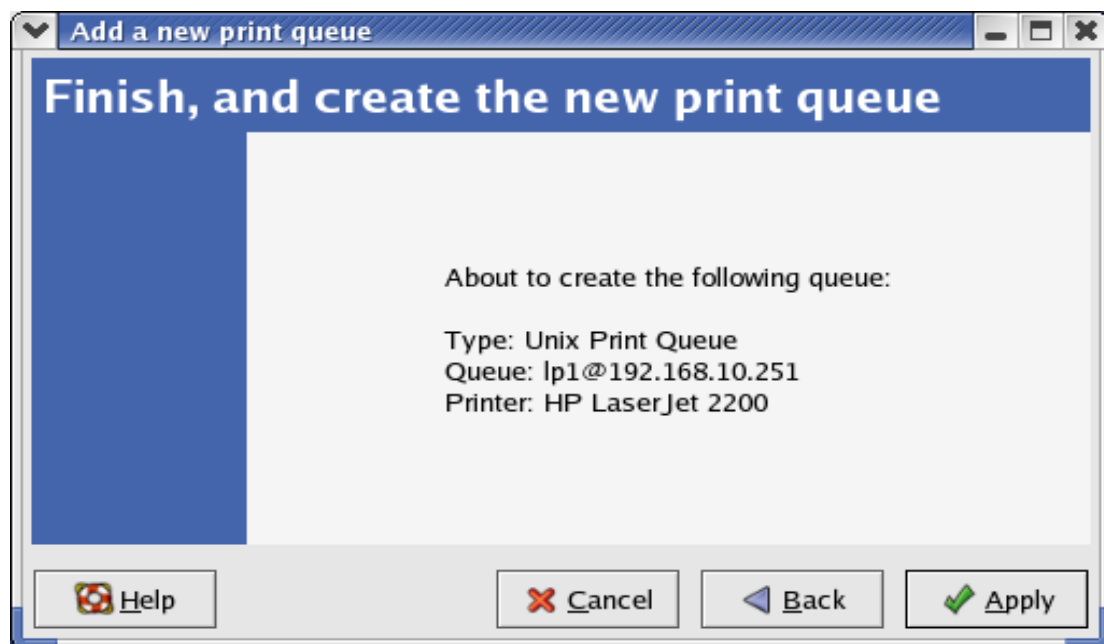 Add a new print queue
Finish, and create the new print queue
About to create the following queue:
Type: Unix Print Queue
Queue: lp1@192.168.10.251
Printer: HP LaserJet 2200
Help
Cancel
Back
Apply